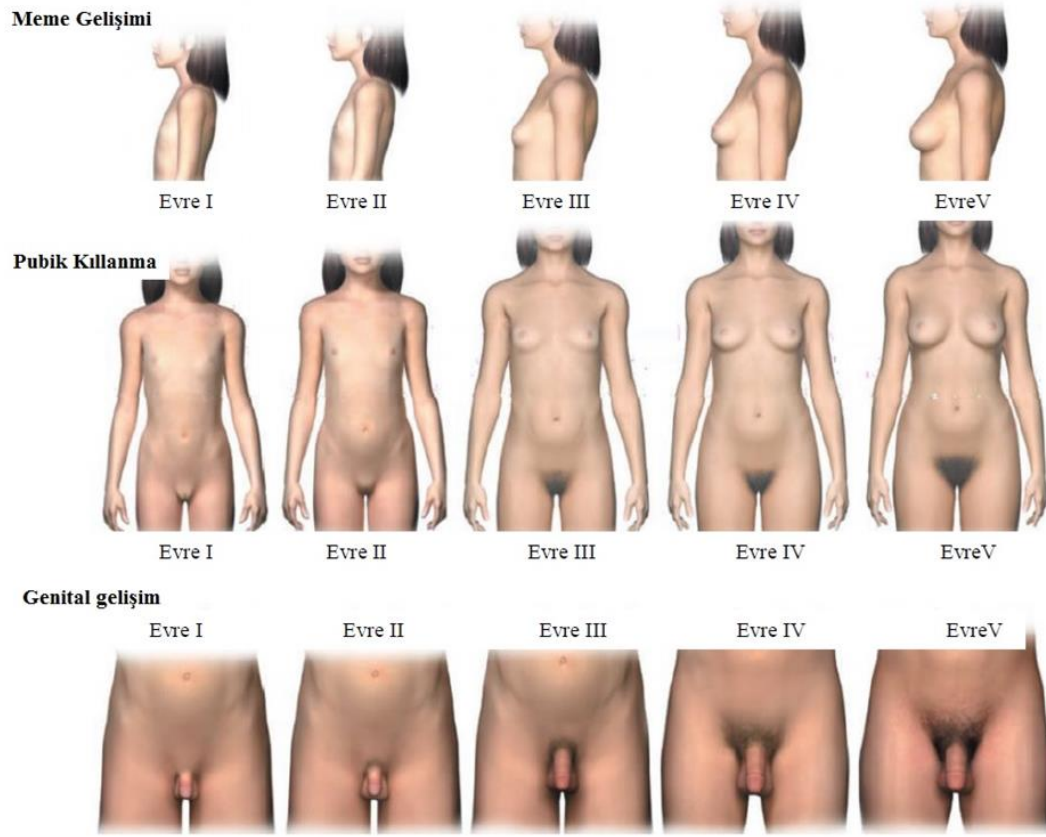 Meme Gelişimi
Evre I
Evre II
Evre III
Evre IV
EvreV
Pubik Kıllanma
Evre I
Evre II
Evre III
Evre IV
EvreV
Genital gelişim
Evre I
Evre II
Evre III
Evre IV
EvreV